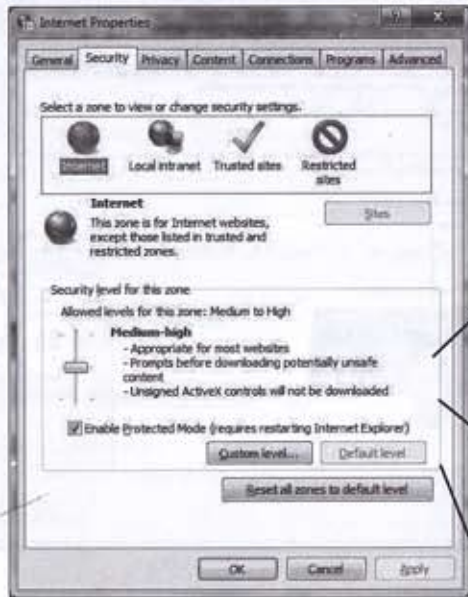 Internet Properties
General Security Privacy Content Connections Programs Advanced
Select a zone to view or change security settings.
Internet Local intranet Trusted sites Restricted sites
Internet
This zone is for Internet websites,
except those listed in trusted and
restricted zones.
Sites
Security level for this zone
Allowed levels for this zone: Medium to High
Medium-high
- Appropriate for most websites
- Prompts before downloading potentially unsafe
content
- Unsigned ActiveX controls will not be downloaded
Enable Protected Mode (requires restarting Internet Explorer)
Custom level... Default level
Reset all zones to default level
OK Cancel Apply